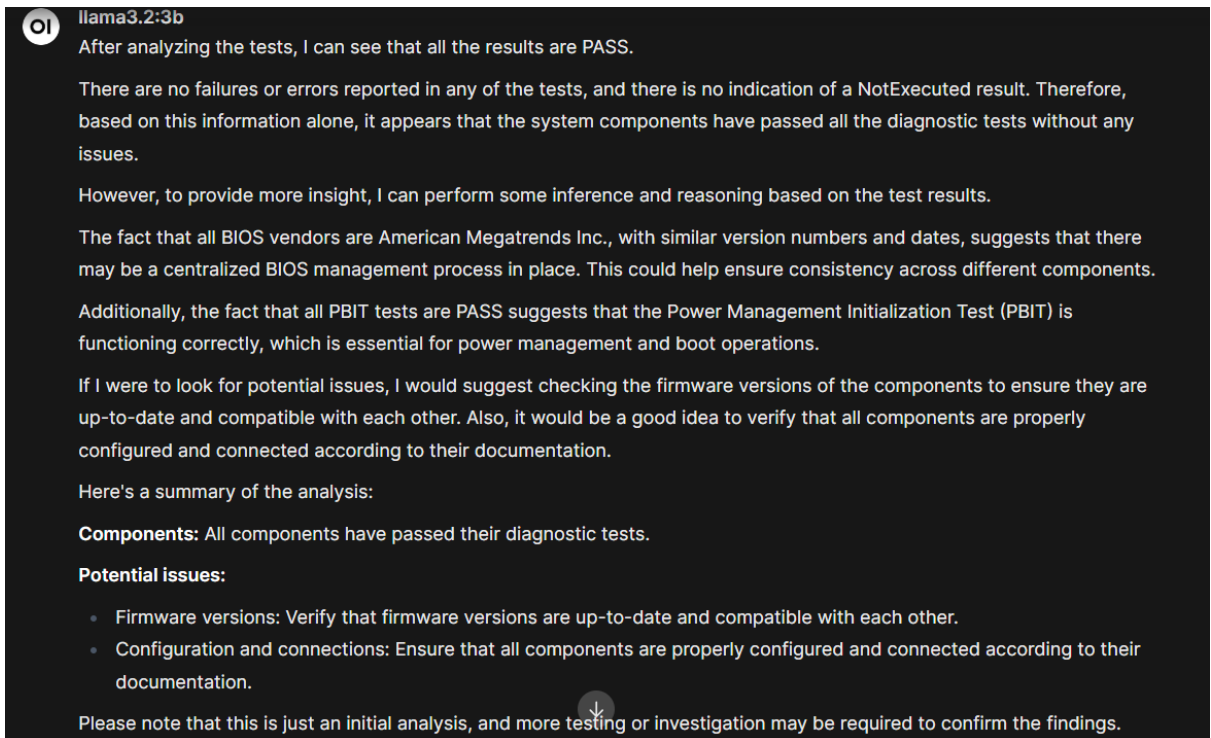 OI
llama3.2:3b
After analyzing the tests, I can see that all the results are PASS.
There are no failures or errors reported in any of the tests, and there is no indication of a NotExecuted result. Therefore,
based on this information alone, it appears that the system components have passed all the diagnostic tests without any
issues.
However, to provide more insight, I can perform some inference and reasoning based on the test results.
The fact that all BIOS vendors are American Megatrends Inc., with similar version numbers and dates, suggests that there
may be a centralized BIOS management process in place. This could help ensure consistency across different components.
Additionally, the fact that all PBIT tests are PASS suggests that the Power Management Initialization Test (PBIT) is
functioning correctly, which is essential for power management and boot operations.
If I were to look for potential issues, I would suggest checking the firmware versions of the components to ensure they are
up-to-date and compatible with each other. Also, it would be a good idea to verify that all components are properly
configured and connected according to their documentation.
Here's a summary of the analysis:
Components: All components have passed their diagnostic tests.
Potential issues:
• Firmware versions: Verify that firmware versions are up-to-date and compatible with each other.
• Configuration and connections: Ensure that all components are properly configured and connected according to their
documentation.
Please note that this is just an initial analysis, and more testing or investigation may be required to confirm the findings.